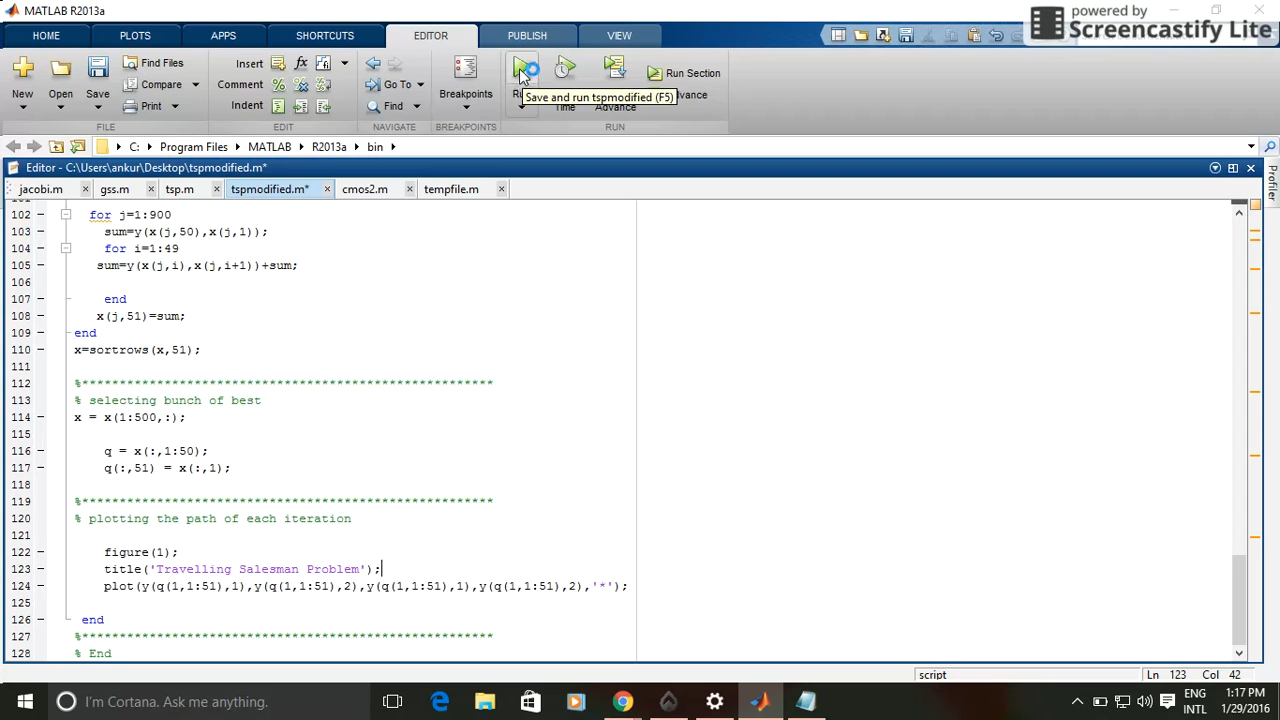 MATLAB R2013a
powered by
Screencastify Lite
HOME PLOTS APPS SHORTCUTS EDITOR PUBLISH VIEW
New Open Save Find Files Compare Print
Insert Comment Indent
Go To Find
Breakpoints
Run Section
Save and run tspmodified (F5)
Time Advance
FILE EDIT NAVIGATE BREAKPOINTS RUN
C: Program Files MATLAB R2013a bin
Editor - C:\Users\ankur\Desktop\tspmodified.m*
Profiler
jacobi.m gss.m tsp.m tspmodified.m* cmos2.m tempfile.m
102 for j=1:900
103 sum=y(x(j,50),x(j,1));
104 for i=1:49
105 sum=y(x(j,i),x(j,i+1))+sum;
106
107 end
108 x(j,51)=sum;
109 end
110 x=sortrows(x,51);
111
112 %*******************************************************
113 % selecting bunch of best
114 x = x(1:500,:);
115
116 q = x(:,1:50);
117 q(:,51) = x(:,1);
118
119 %*******************************************************
120 % plotting the path of each iteration
121
122 figure(1);
123 title('Travelling Salesman Problem');
124 plot(y(q(1,1:51),1),y(q(1,1:51),2),y(q(1,1:51),1),y(q(1,1:51),2),'*');
125
126 end
127 %*******************************************************
128 % End
script Ln 123 Col 42
I'm Cortana. Ask me anything.
ENG
INTL
1:17 PM
1/29/2016